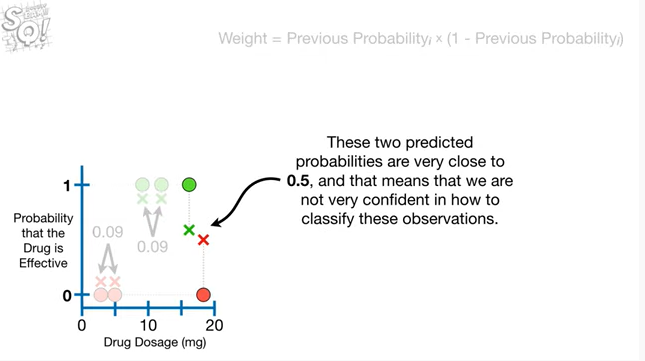 Weight = Previous Probabilityi × (1 - Previous Probabilityi)
These two predicted
probabilities are very close to
0.5, and that means that we are
not very confident in how to
classify these observations.
1
Probability
that the
Drug is
Effective
0.09
0.09
0
0
10
20
Drug Dosage (mg)